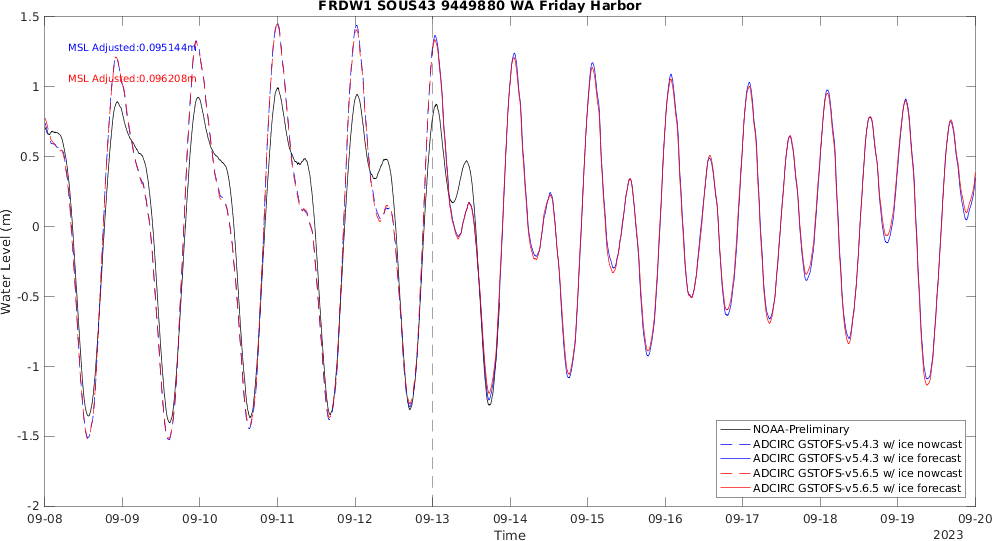 FRDW1 SOUS43 9449880 WA Friday Harbor
1.5
MSL Adjusted:0.095144m
MSL Adjusted:0.096208m
1
0.5
0
-0.5
-1
-1.5
-2
Water Level (m)
NOAA-Preliminary
ADCIRC GSTOFS-v5.4.3 w/ ice nowcast
ADCIRC GSTOFS-v5.4.3 w/ ice forecast
ADCIRC GSTOFS-v5.6.5 w/ ice nowcast
ADCIRC GSTOFS-v5.6.5 w/ ice forecast
09-08 09-09 09-10 09-11 09-12 09-13 09-14 09-15 09-16 09-17 09-18 09-19 09-20
Time
2023